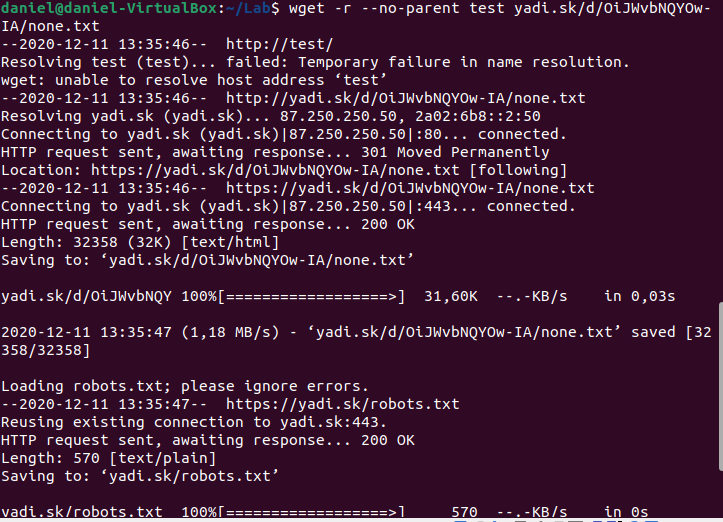 daniel@daniel-VirtualBox:~/Lab$ wget -r --no-parent test yadi.sk/d/OiJWvbNQYOw-
IA/none.txt
--2020-12-11 13:35:46--  http://test/
Resolving test (test)... failed: Temporary failure in name resolution.
wget: unable to resolve host address ‘test’
--2020-12-11 13:35:46--  http://yadi.sk/d/OiJWvbNQYOw-IA/none.txt
Resolving yadi.sk (yadi.sk)... 87.250.250.50, 2a02:6b8::2:50
Connecting to yadi.sk (yadi.sk)|87.250.250.50|:80... connected.
HTTP request sent, awaiting response... 301 Moved Permanently
Location: https://yadi.sk/d/OiJWvbNQYOw-IA/none.txt [following]
--2020-12-11 13:35:46--  https://yadi.sk/d/OiJWvbNQYOw-IA/none.txt
Connecting to yadi.sk (yadi.sk)|87.250.250.50|:443... connected.
HTTP request sent, awaiting response... 200 OK
Length: 32358 (32K) [text/html]
Saving to: ‘yadi.sk/d/OiJWvbNQYOw-IA/none.txt’
yadi.sk/d/OiJWvbNQY 100%[==================>]  31,60K  --.-KB/s    in 0,03s
2020-12-11 13:35:47 (1,18 MB/s) - ‘yadi.sk/d/OiJWvbNQYOw-IA/none.txt’ saved [32
358/32358]
Loading robots.txt; please ignore errors.
--2020-12-11 13:35:47--  https://yadi.sk/robots.txt
Reusing existing connection to yadi.sk:443.
HTTP request sent, awaiting response... 200 OK
Length: 570 [text/plain]
Saving to: ‘yadi.sk/robots.txt’
yadi.sk/robots.txt  100%[==================>]     570  --.-KB/s    in 0s